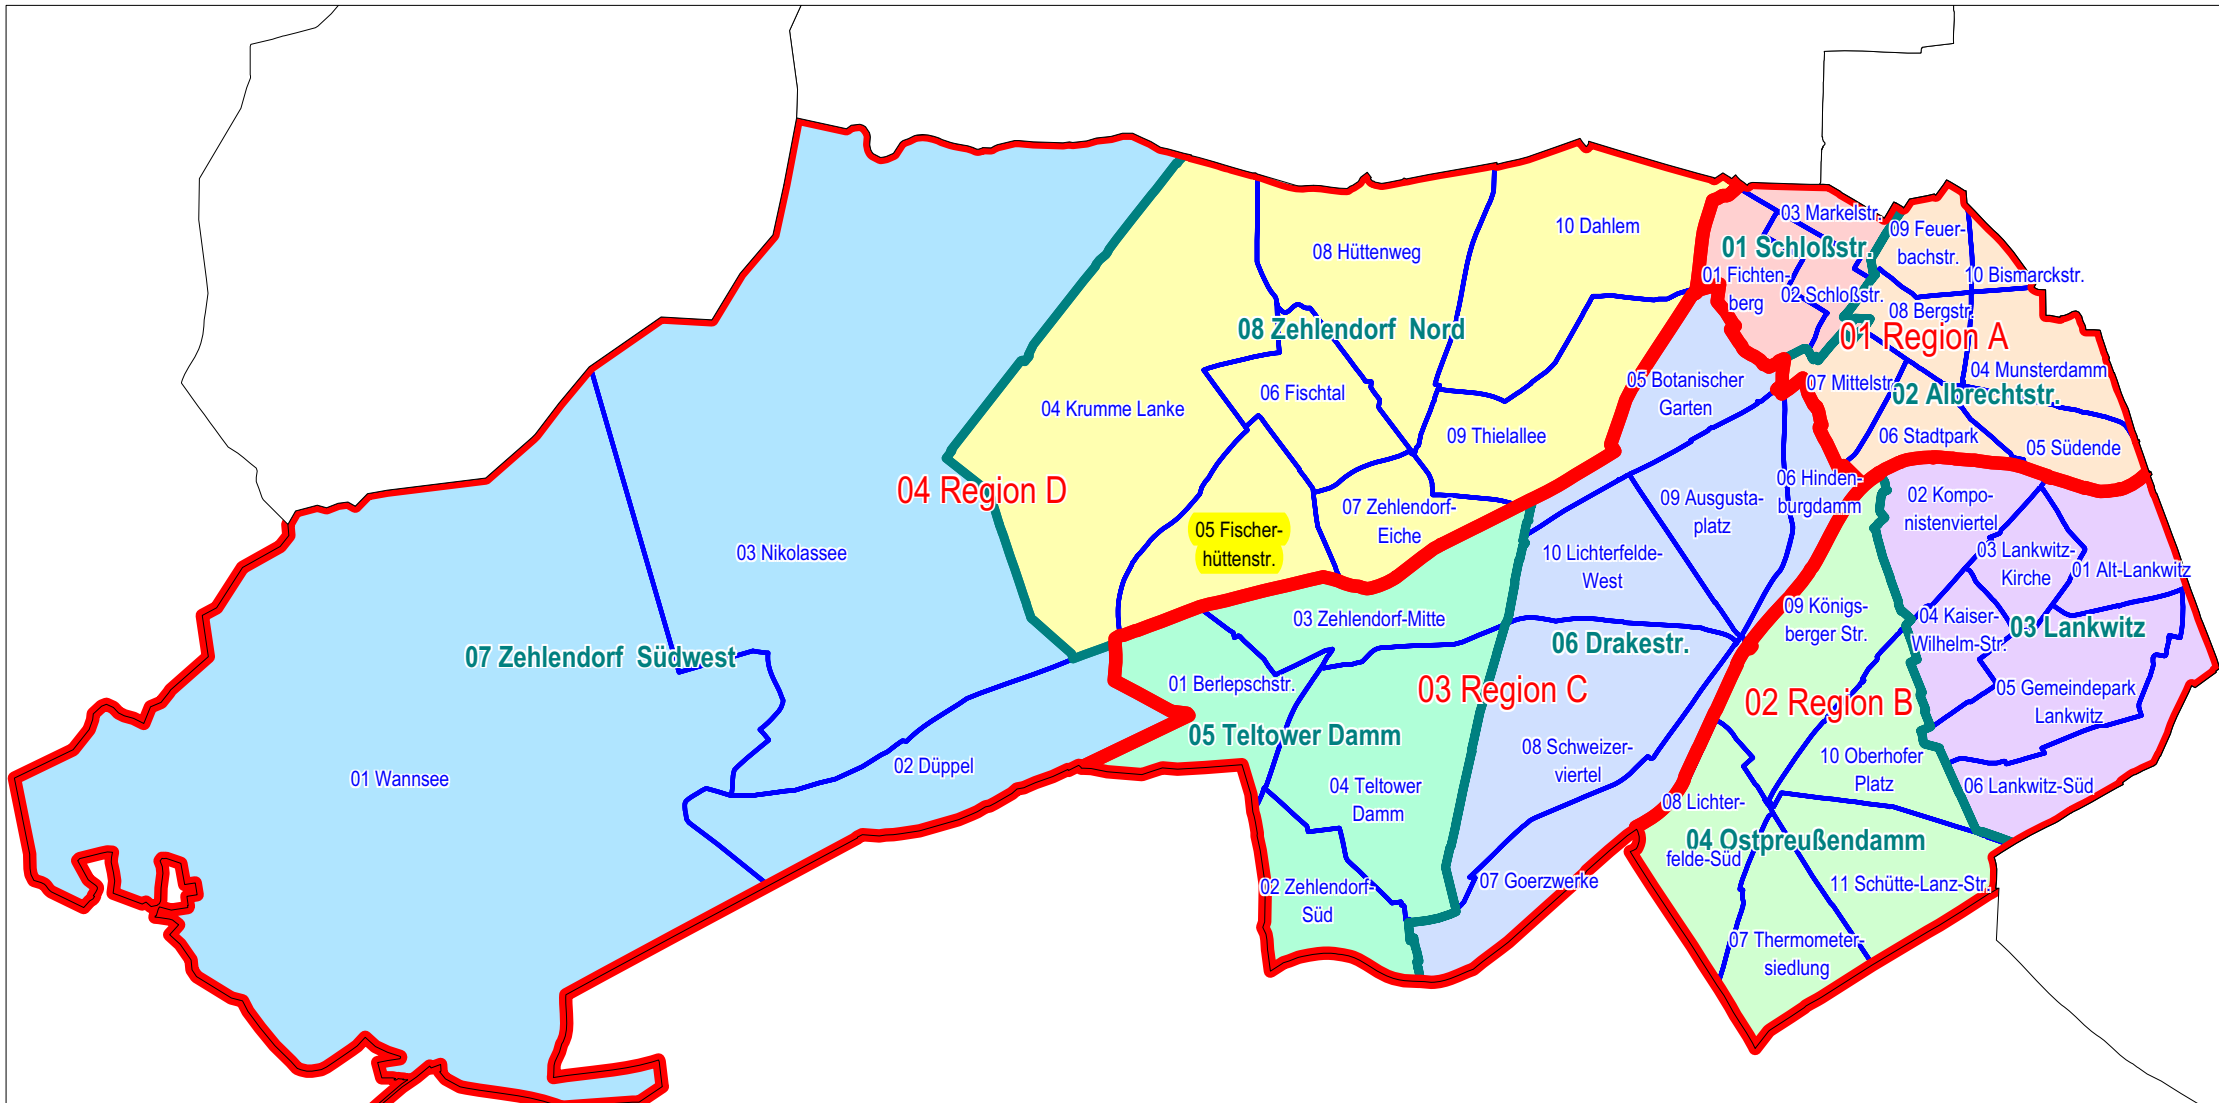 03 Markelstr.
10 Dahlem
09 Feuer-
bachstr.
08 Hüttenweg
01 Schloßstr.
01 Fichten-
berg
10 Bismarckstr.
02 Schloßstr.
08 Bergstr.
08 Zehlendorf Nord
01 Region A
04 Munsterdamm
05 Botanischer
Garten
07 Mittelstr.
02 Albrechtstr.
06 Fischtal
04 Krumme Lanke
09 Thielallee
06 Stadtpark
05 Südende
04 Region D
06 Hinden-
burgdamm
09 Ausgusta-
platz
02 Kompo-
nistenviertel
07 Zehlendorf-
Eiche
05 Fischer-
hüttenstr.
03 Nikolassee
10 Lichterfelde-
West
03 Lankwitz-
Kirche
01 Alt-Lankwitz
09 Königs-
berger Str.
03 Zehlendorf-Mitte
04 Kaiser-
Wilhelm-Str.
03 Lankwitz
06 Drakestr.
07 Zehlendorf Südwest
01 Berlepschstr.
03 Region C
02 Region B
05 Gemeindepark
Lankwitz
05 Teltower Damm
08 Schweizer-
viertel
10 Oberhofer
Platz
02 Düppel
01 Wannsee
04 Teltower
Damm
06 Lankwitz-Süd
08 Lichter-
felde-Süd
04 Ostpreußendamm
02 Zehlendorf-
Süd
07 Goerzwerke
11 Schütte-Lanz-Str.
07 Thermometer-
siedlung